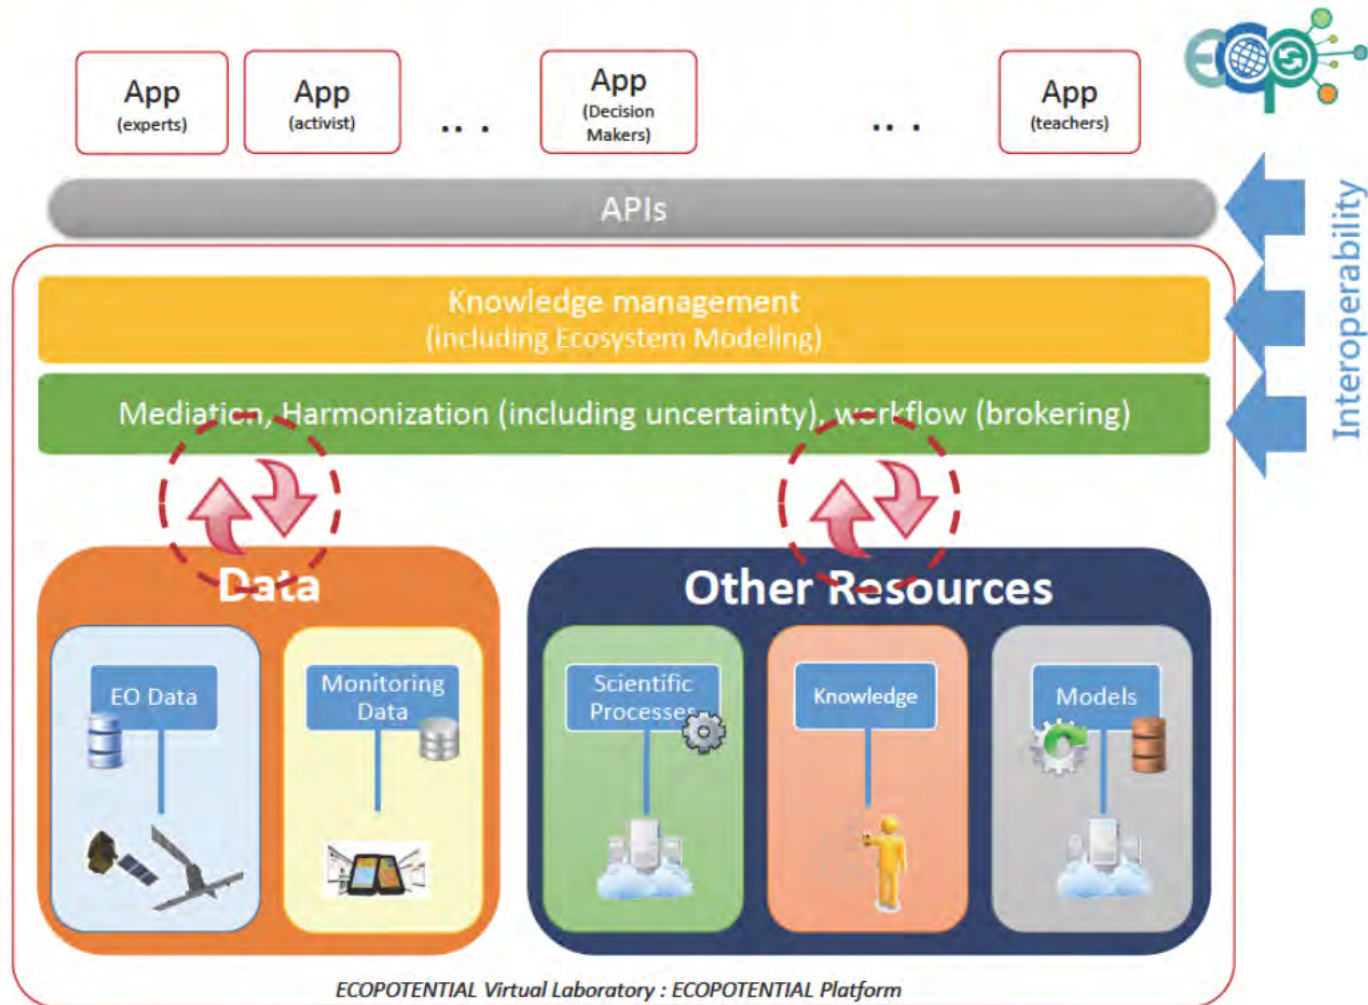 ecop
App
(experts)
App
(activist)
.. .
App
(Decision
Makers)
.. .
App
(teachers)
APIs
Interoperability
Knowledge management
(including Ecosystem Modeling)
Mediation, Harmonization (including uncertainty), workflow (brokering)
Data
Other Resources
EO Data
Monitoring
Data
Scientific
Processes
Knowledge
Models
ECOPOTENTIAL Virtual Laboratory : ECOPOTENTIAL Platform